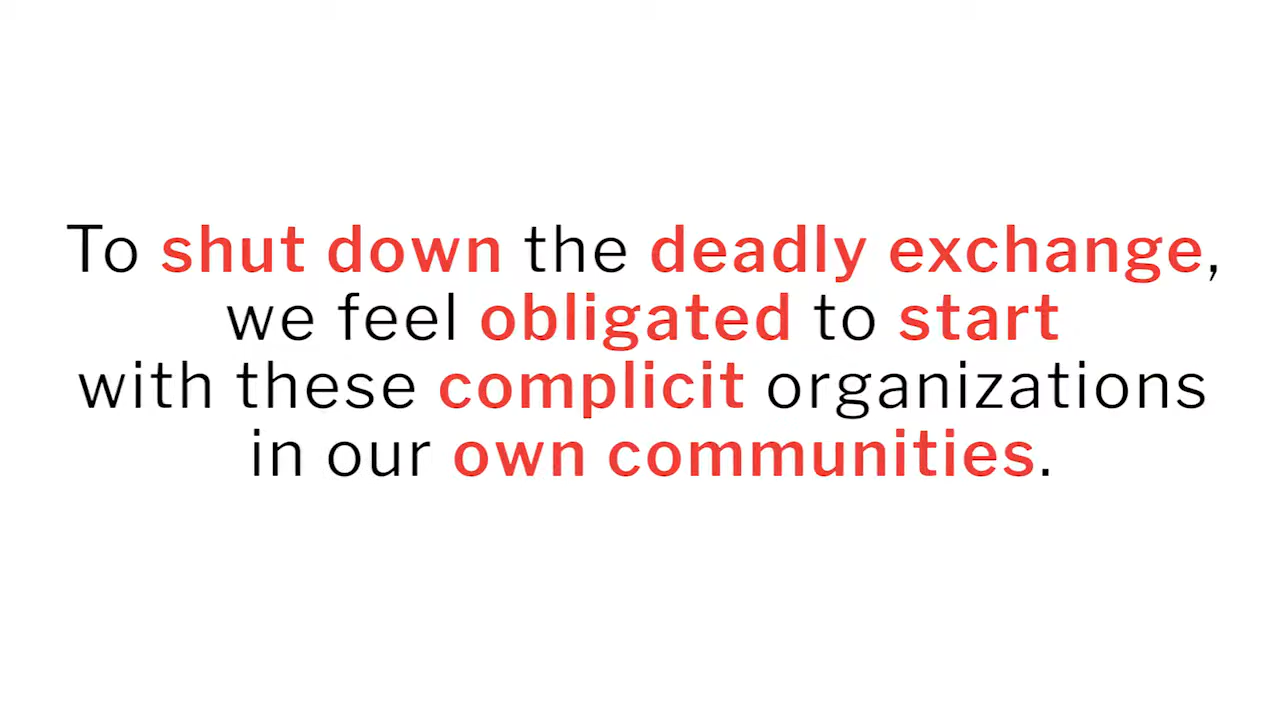 To shut down the deadly exchange,
we feel obligated to start
with these complicit organizations
in our own communities.